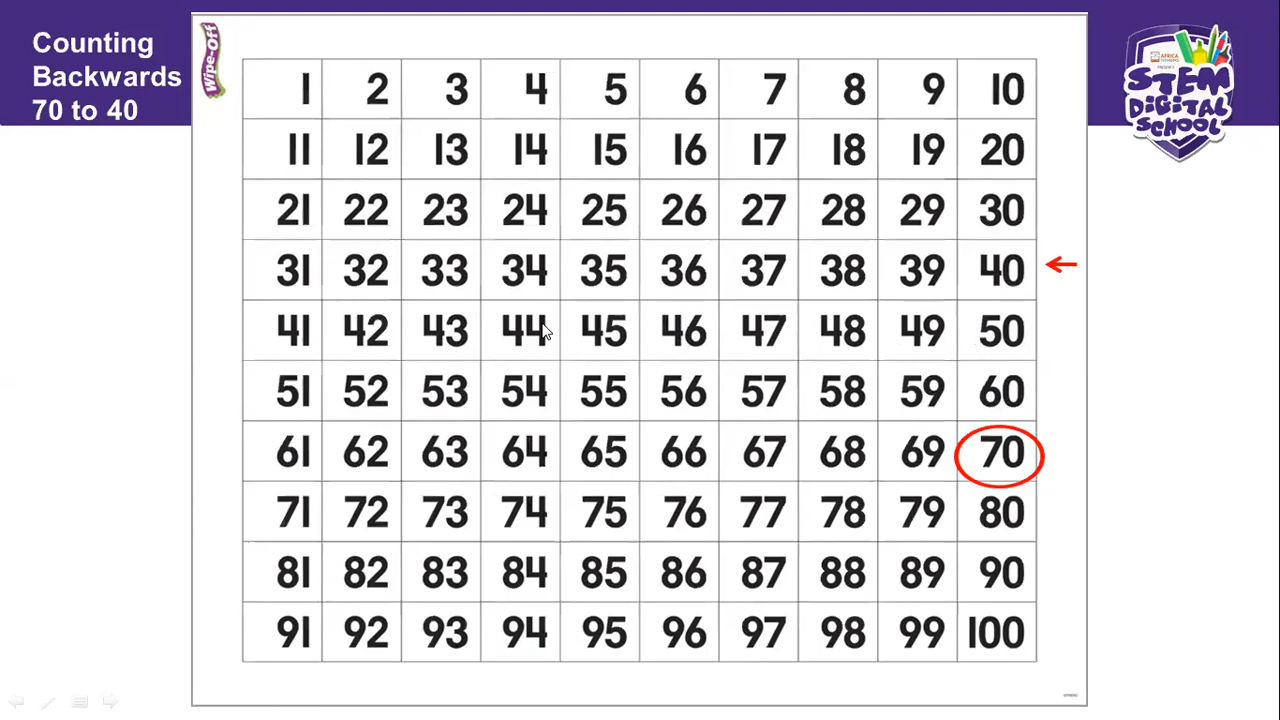 Counting
Backwards
70 to 40
Wipe-Off
STEM
DIGITAL
SCHOOL
1 2 3 4 5 6 7 8 9 10
11 12 13 14 15 16 17 18 19 20
21 22 23 24 25 26 27 28 29 30
31 32 33 34 35 36 37 38 39 40
41 42 43 44 45 46 47 48 49 50
51 52 53 54 55 56 57 58 59 60
61 62 63 64 65 66 67 68 69 70
71 72 73 74 75 76 77 78 79 80
81 82 83 84 85 86 87 88 89 90
91 92 93 94 95 96 97 98 99 100